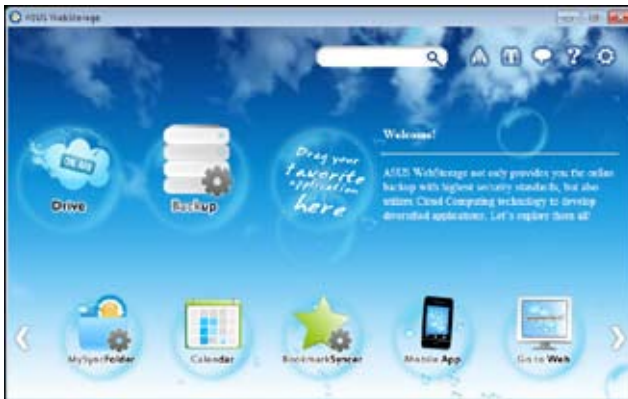 ASUS WebStorage
Welcome!
ASUS WebStorage not only provides you the online
backup with highest security standards, but also
utilizes Cloud Computing technology to develop
diversified applications. Let's explore them all!
Drag your
favorite
application
here
Drive
Backup
MySyncFolder
Calendar
BookmarkSyncer
Mobile App
Go to Web